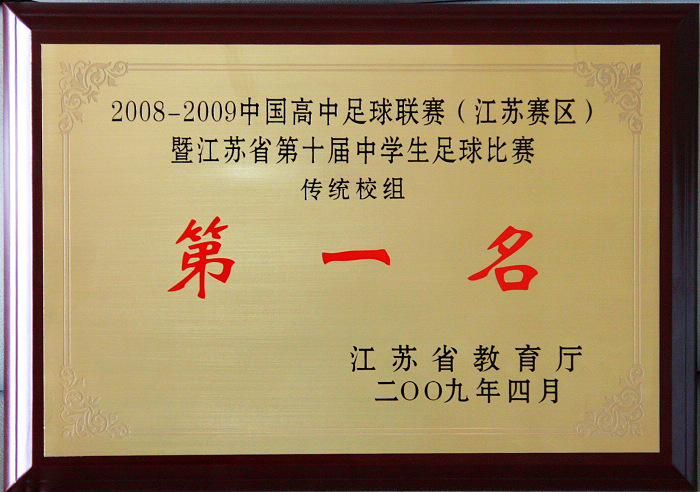 2008-2009中国高中足球联赛（江苏赛区）
暨江苏省第十届中学生足球比赛
传统校组
第一名
江苏省教育厅
二〇〇九年四月